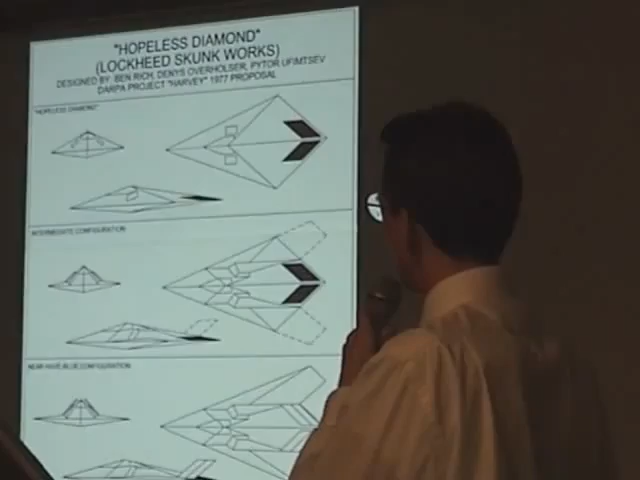 "HOPELESS DIAMOND"
(LOCKHEED SKUNK WORKS)
DESIGNED BY: BEN RICH, DENYS OVERHOLSER, PYTOR UFIMTSEV
DARPA PROJECT "HARVEY" 1977 PROPOSAL
"HOPELESS DIAMOND"
INTERMEDIATE CONFIGURATION
NEAR HAVE BLUE CONFIGURATION